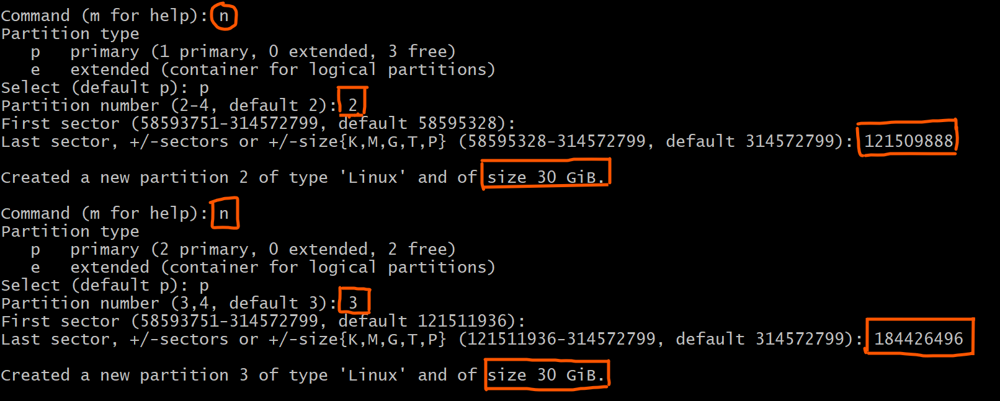 Command (m for help): n
Partition type
   p   primary (1 primary, 0 extended, 3 free)
   e   extended (container for logical partitions)
Select (default p): p
Partition number (2-4, default 2): 2
First sector (58593751-314572799, default 58595328):
Last sector, +/-sectors or +/-size{K,M,G,T,P} (58595328-314572799, default 314572799): 121509888
Created a new partition 2 of type 'Linux' and of size 30 GiB.
Command (m for help): n
Partition type
   p   primary (2 primary, 0 extended, 2 free)
   e   extended (container for logical partitions)
Select (default p): p
Partition number (3,4, default 3): 3
First sector (58593751-314572799, default 121511936):
Last sector, +/-sectors or +/-size{K,M,G,T,P} (121511936-314572799, default 314572799): 184426496
Created a new partition 3 of type 'Linux' and of size 30 GiB.